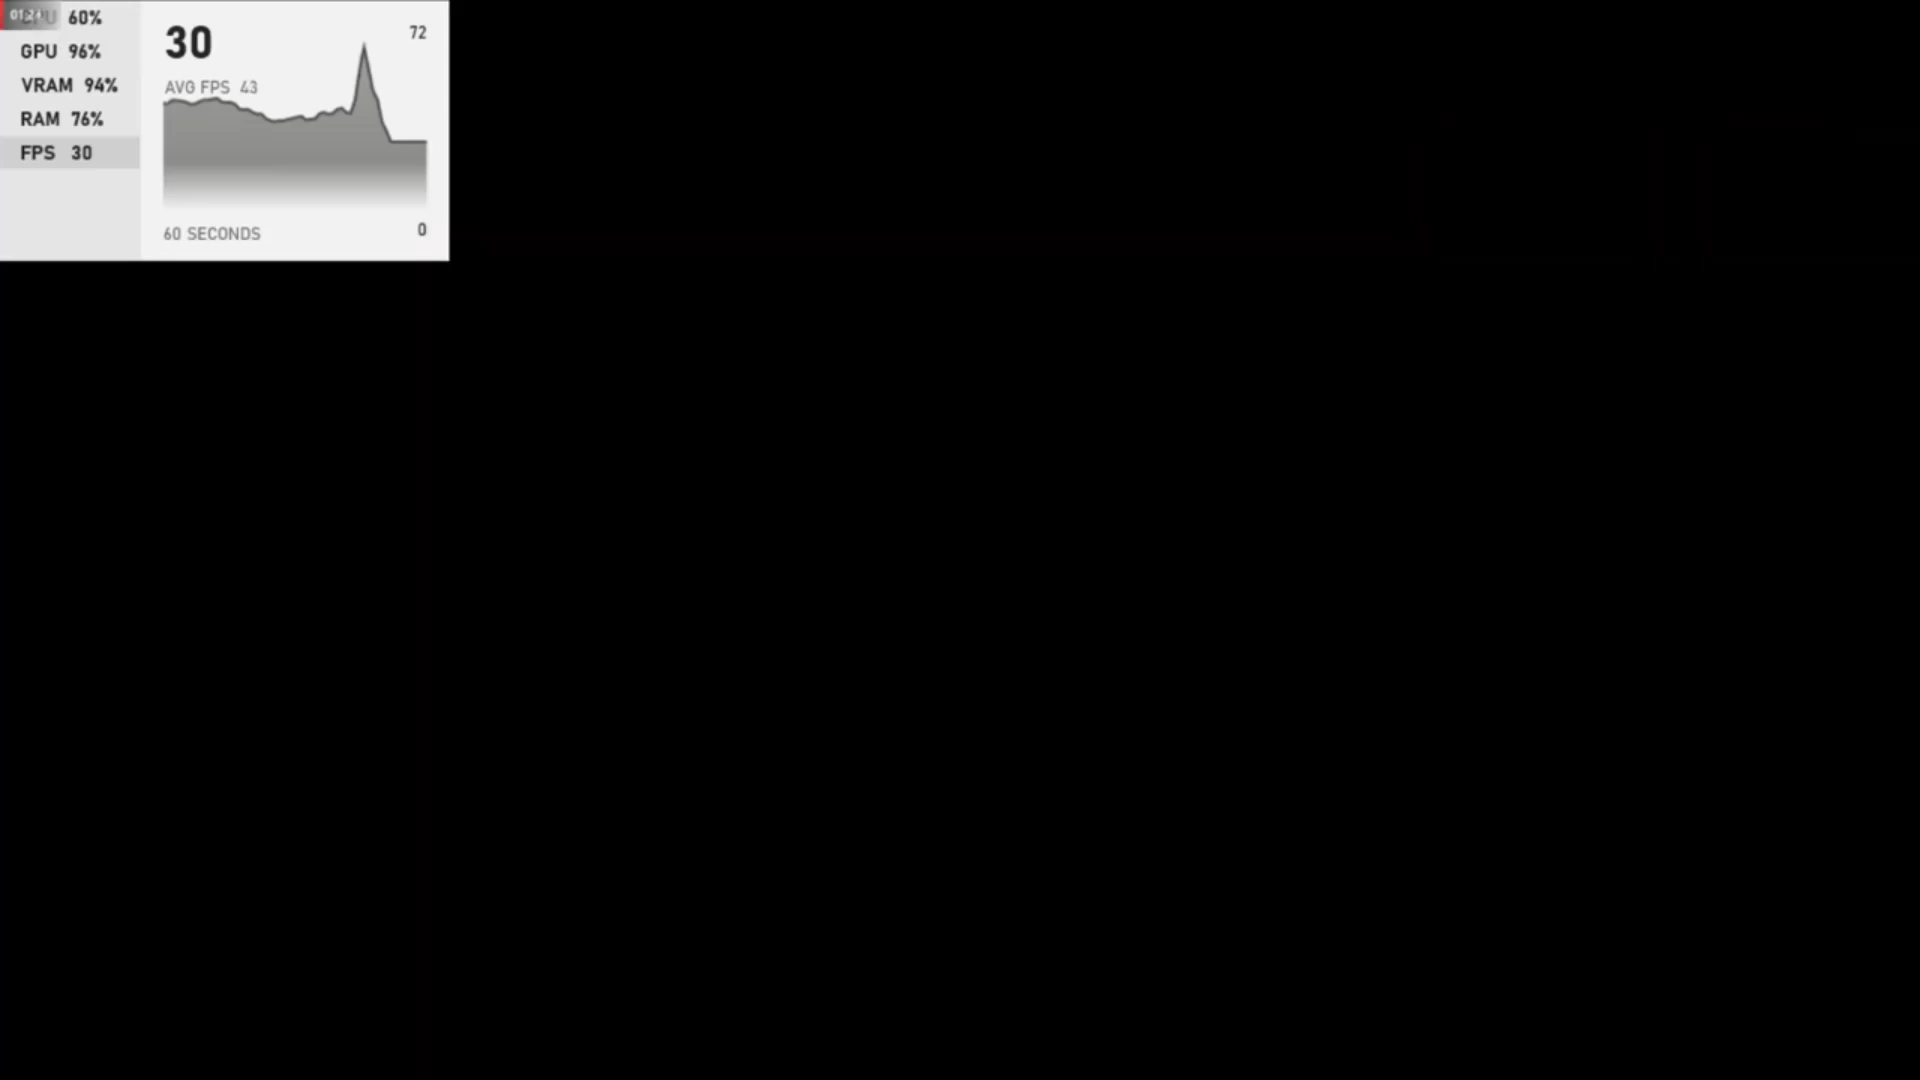 60%
GPU 96%
VRAM 94%
RAM 76%
FPS 30
30
72
AVG FPS 43
60 SECONDS
0